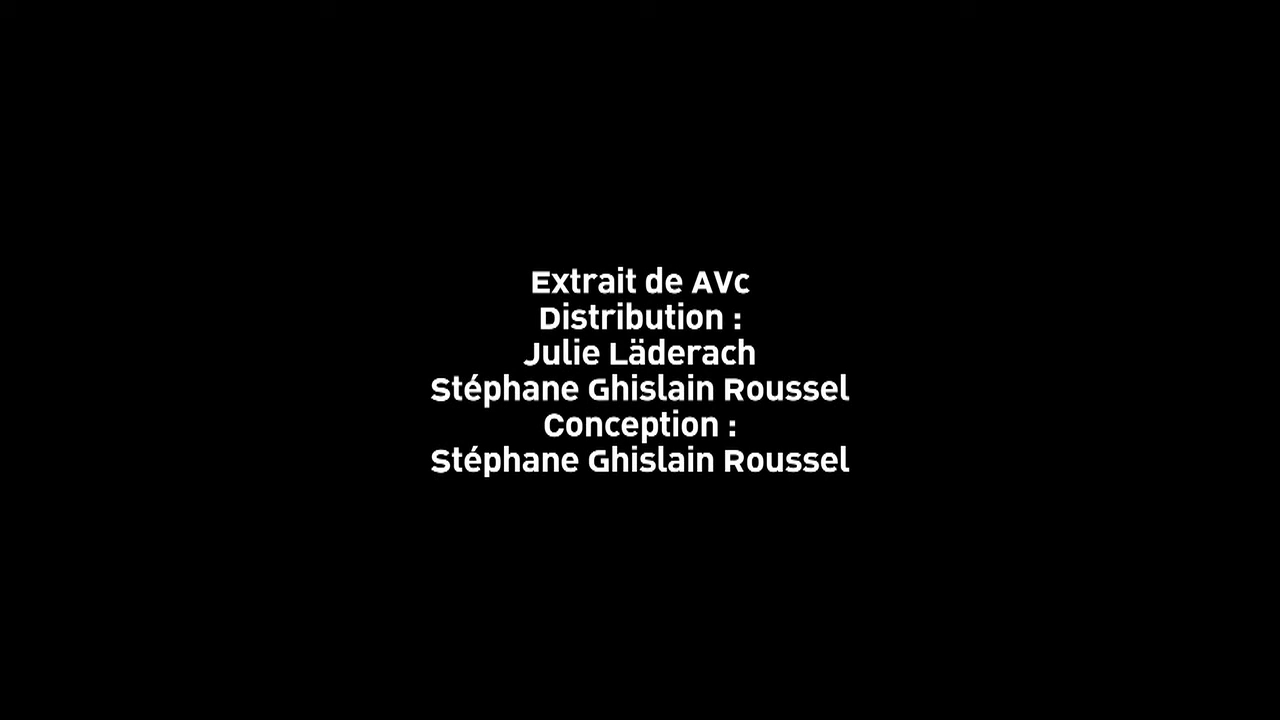 Extrait de AVc
Distribution :
Julie Läderach
Stéphane Ghislain Roussel
Conception :
Stéphane Ghislain Roussel